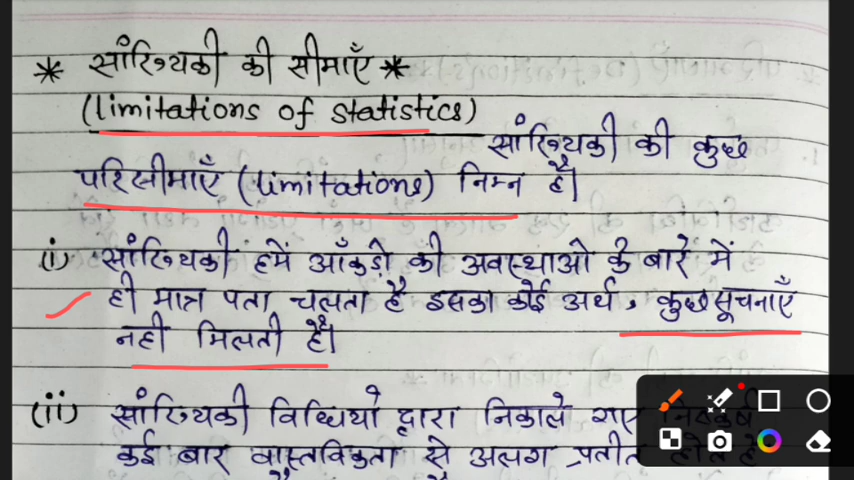 * सांख्यिकी की सीमाएँ *
(limitations of statistics)
सांख्यिकी की कुछ
परिसीमाएँ (limitations) निम्न है।
(i) सांख्यिकी हमें आँकड़ो की अवस्थाओ के बारे में
ही मात्र पता चलता है इसका कोई अर्थ, कुछ सूचनाएँ
नही मिलती है।
(ii) सांख्यिकी विधियो द्वारा निकाले गए
कई बार वास्तविकता से अलग प्रतीत